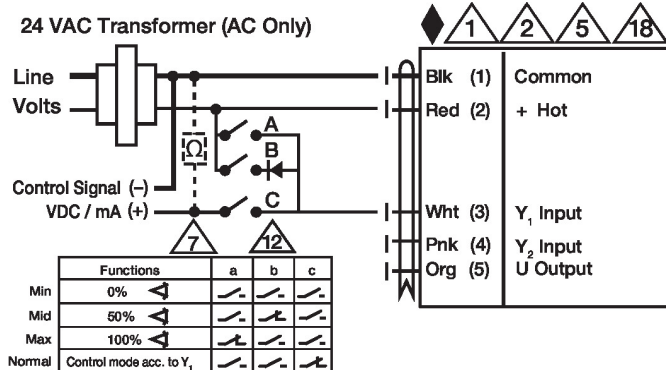 24 VAC Transformer (AC Only)
1 2 5 18
Line
Volts
Blk (1) Common
Red (2) + Hot
A
Ω
B
Control Signal (–)
VDC / mA (+)
C
Wht (3) Y₁ Input
Pnk (4) Y₂ Input
Org (5) U Output
7 12
Functions a b c
Min 0%
Mid 50%
Max 100%
Normal Control mode acc. to Y₁